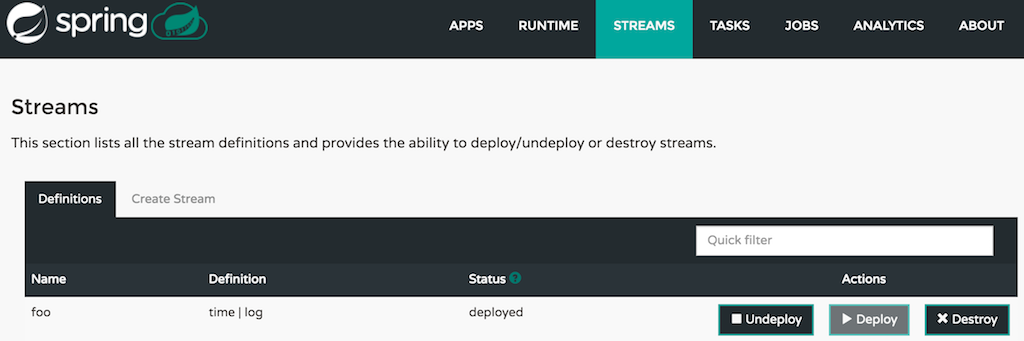 spring APPS RUNTIME STREAMS TASKS JOBS ANALYTICS ABOUT
Streams
This section lists all the stream definitions and provides the ability to deploy/undeploy or destroy streams.
Definitions Create Stream
Quick filter
Name Definition Status ? Actions
foo time | log deployed Undeploy Deploy Destroy